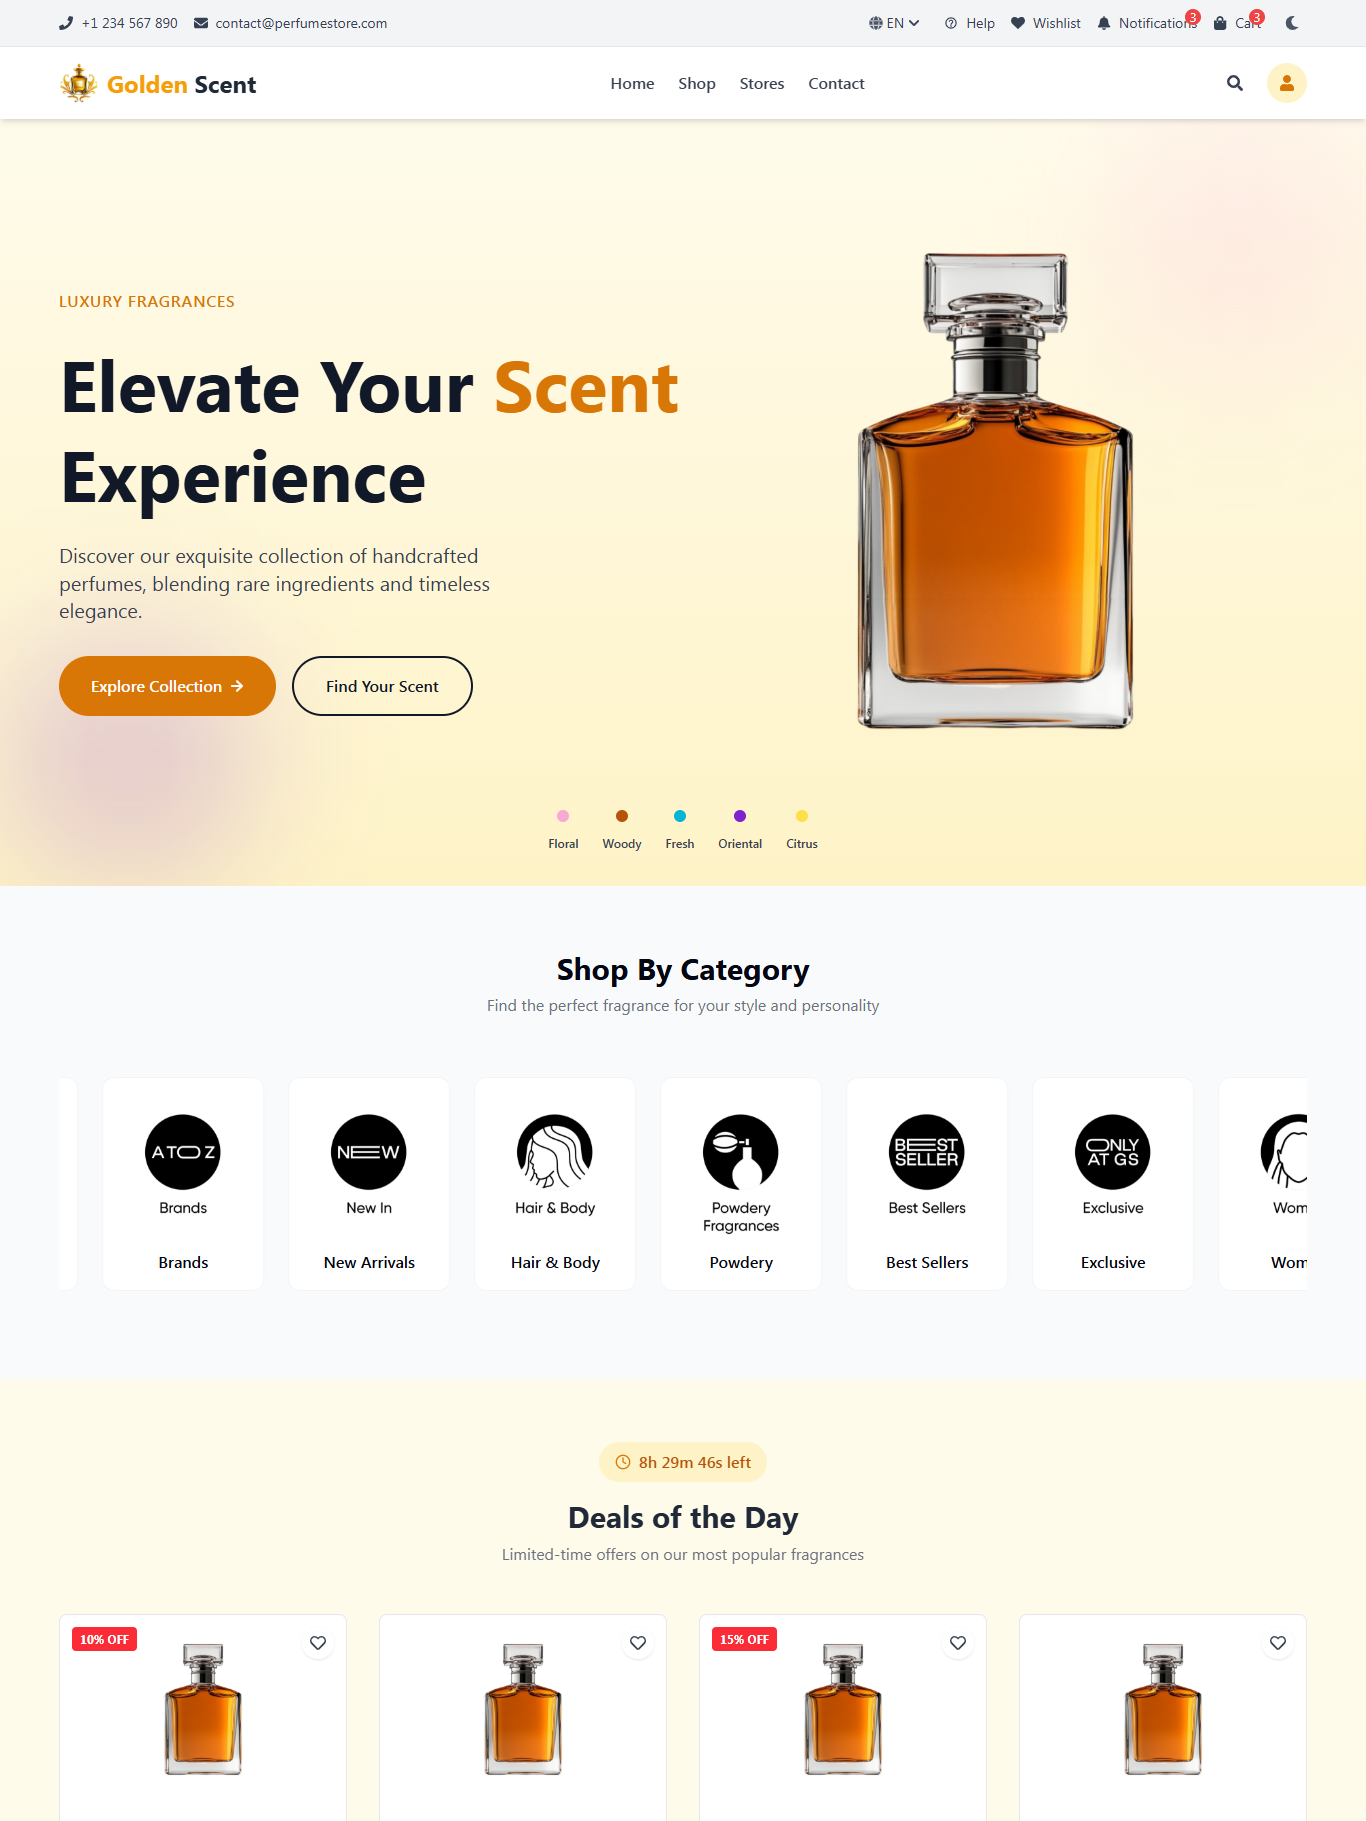 +1 234 567 890 contact@perfumestore.com EN Help Wishlist Notifications 3 Cart 3
Golden Scent Home Shop Stores Contact
LUXURY FRAGRANCES
Elevate Your Scent
Experience
Discover our exquisite collection of handcrafted
perfumes, blending rare ingredients and timeless
elegance.
Explore Collection Find Your Scent
Floral Woody Fresh Oriental Citrus
Shop By Category
Find the perfect fragrance for your style and personality
A TO Z NEW BEST SELLER ONLY AT GS
Brands New In Hair & Body Powdery Fragrances Best Sellers Exclusive Wom
Brands New Arrivals Hair & Body Powdery Best Sellers Exclusive Wom
8h 29m 46s left
Deals of the Day
Limited-time offers on our most popular fragrances
10% OFF 15% OFF